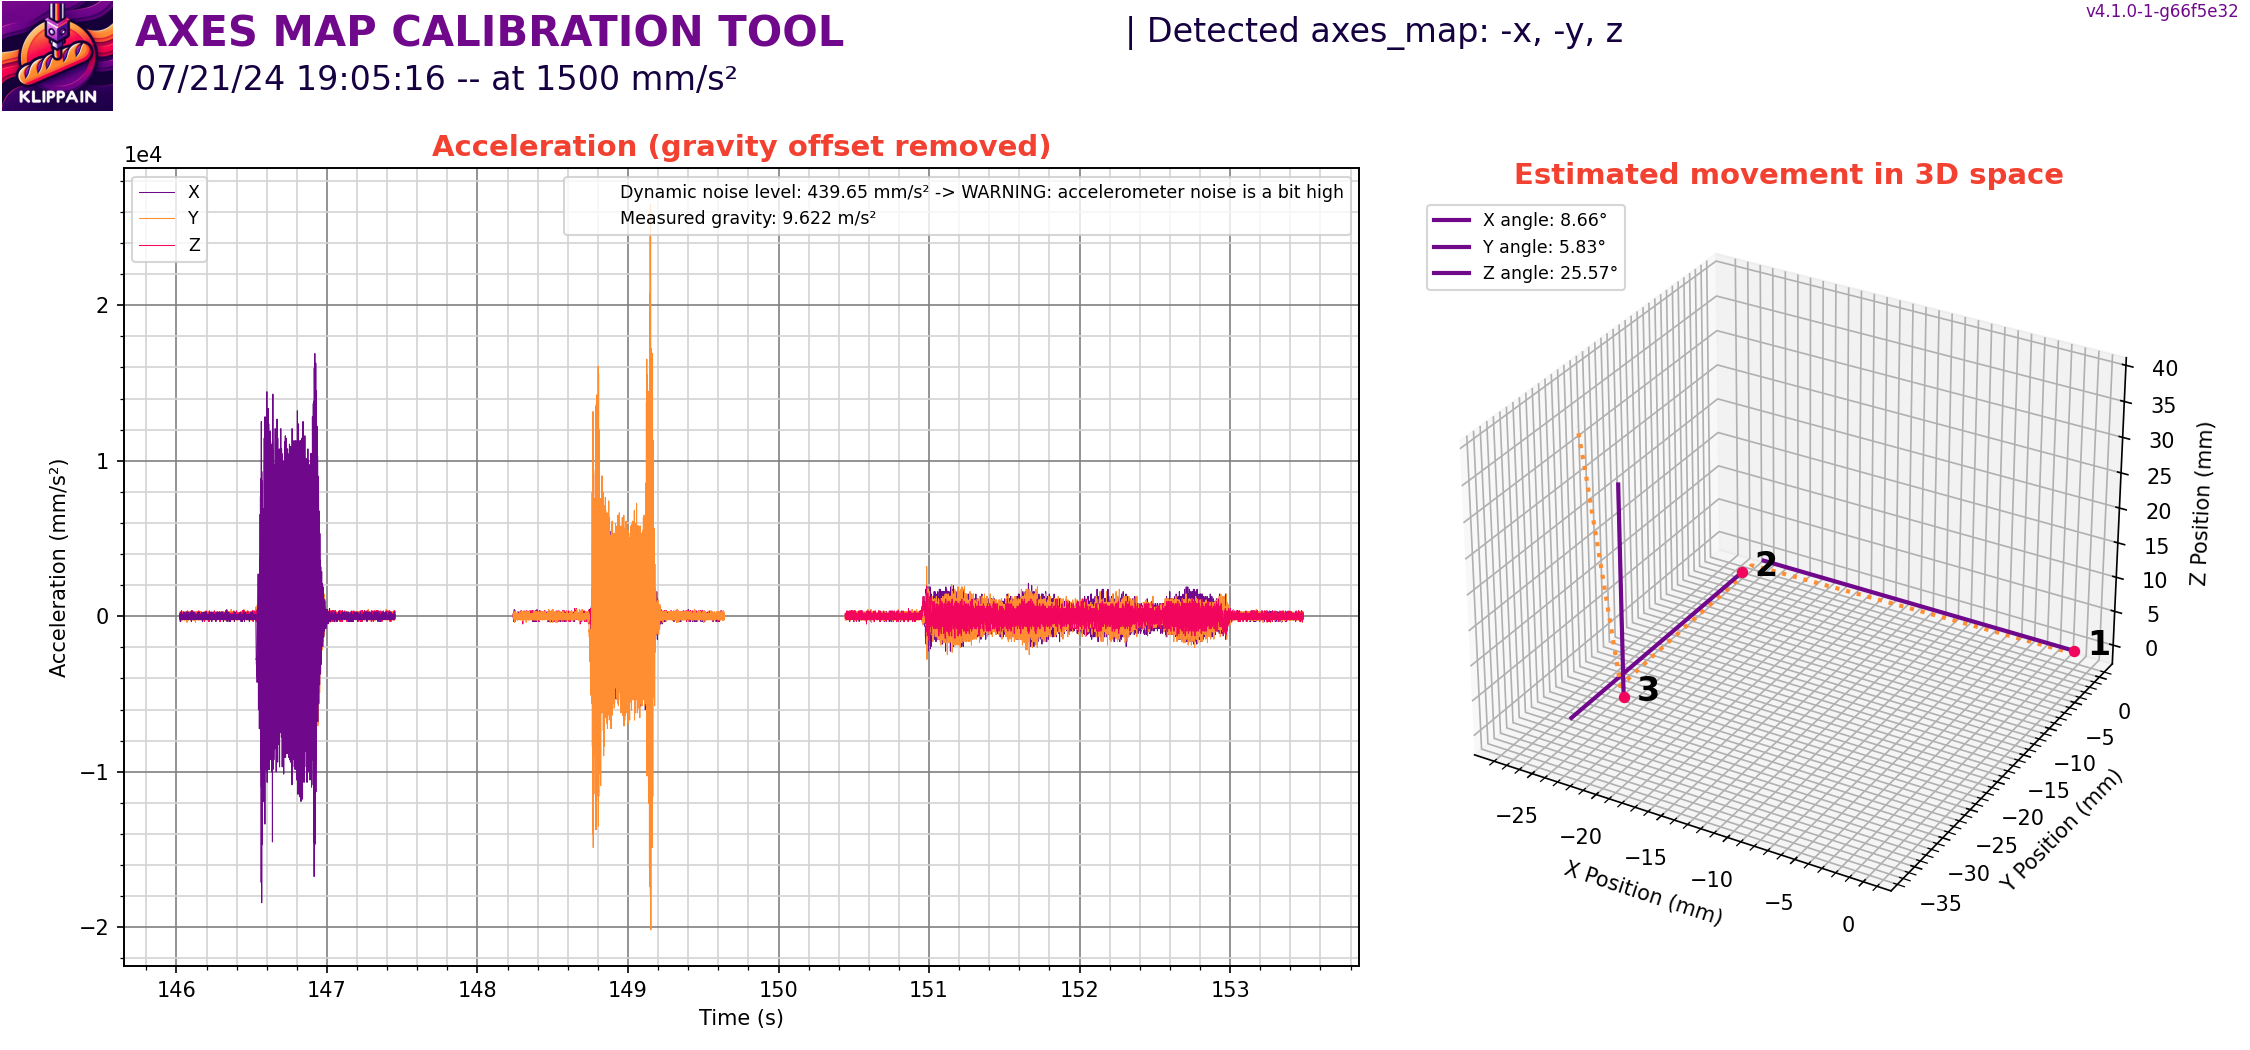 KLIPPAIN
AXES MAP CALIBRATION TOOL
07/21/24 19:05:16 -- at 1500 mm/s²
| Detected axes_map: -x, -y, z
v4.1.0-1-g66f5e32
Acceleration (gravity offset removed)
1e4
X
Y
Z
Dynamic noise level: 439.65 mm/s² -> WARNING: accelerometer noise is a bit high
Measured gravity: 9.622 m/s²
2
1
0
−1
−2
Acceleration (mm/s²)
146 147 148 149 150 151 152 153
Time (s)
Estimated movement in 3D space
X angle: 8.66°
Y angle: 5.83°
Z angle: 25.57°
1
2
3
40
35
30
25
20
15
10
5
0
Z Position (mm)
0
−5
−10
−15
−20
−25
−30
−35
Y Position (mm)
−25
−20
−15
−10
−5
0
X Position (mm)